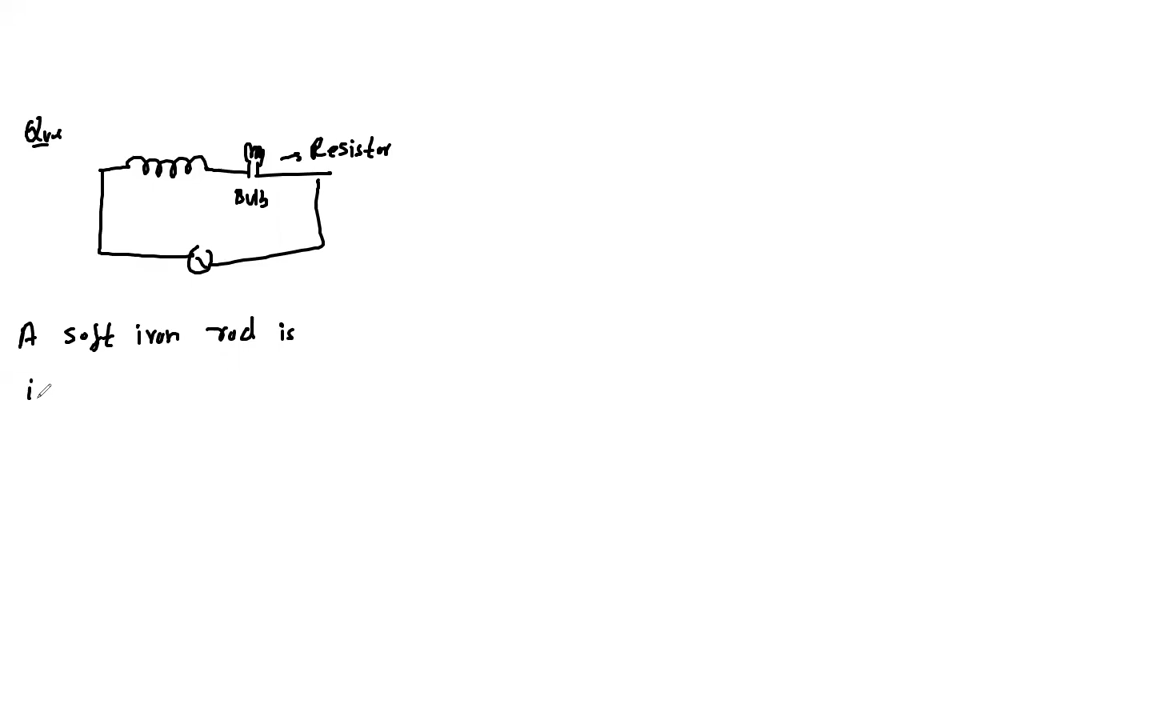 Que
Resistor
Bulb
A soft iron rod is
i